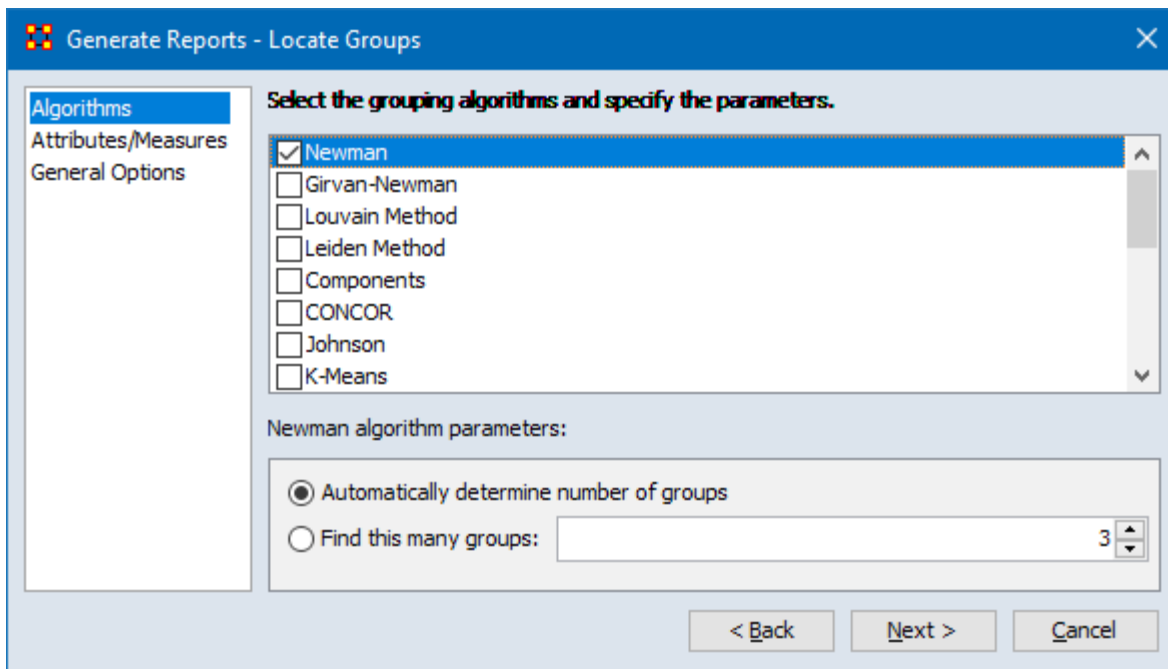 Generate Reports - Locate Groups
Algorithms
Attributes/Measures
General Options
Select the grouping algorithms and specify the parameters.
Newman
Girvan-Newman
Louvain Method
Leiden Method
Components
CONCOR
Johnson
K-Means
Newman algorithm parameters:
Automatically determine number of groups
Find this many groups: 3
< Back Next > Cancel